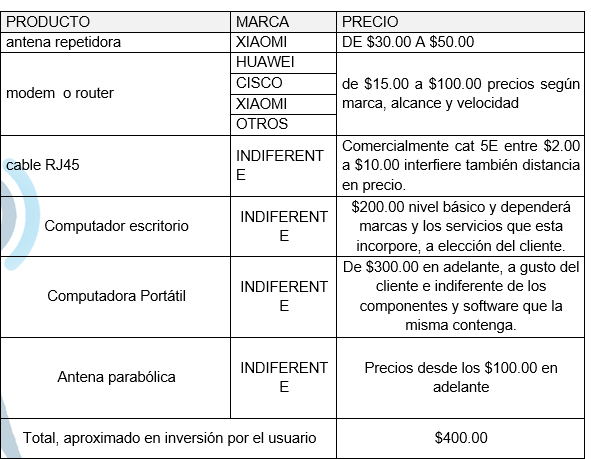 PRODUCTO MARCA PRECIO
antena repetidora XIAOMI DE $30.00 A $50.00
modem o router
HUAWEI
CISCO
XIAOMI
OTROS
de $15.00 a $100.00 precios según
marca, alcance y velocidad
cable RJ45
INDIFERENT
E
Comercialmente cat 5E entre $2.00
a $10.00 interfiere también distancia
en precio.
Computador escritorio
INDIFERENT
E
$200.00 nivel básico y dependerá
marcas y los servicios que esta
incorpore, a elección del cliente.
Computadora Portátil
INDIFERENT
E
De $300.00 en adelante, a gusto del
cliente e indiferente de los
componentes y software que la
misma contenga.
Antena parabólica
INDIFERENT
E
Precios desde los $100.00 en
adelante
Total, aproximado en inversión por el usuario $400.00